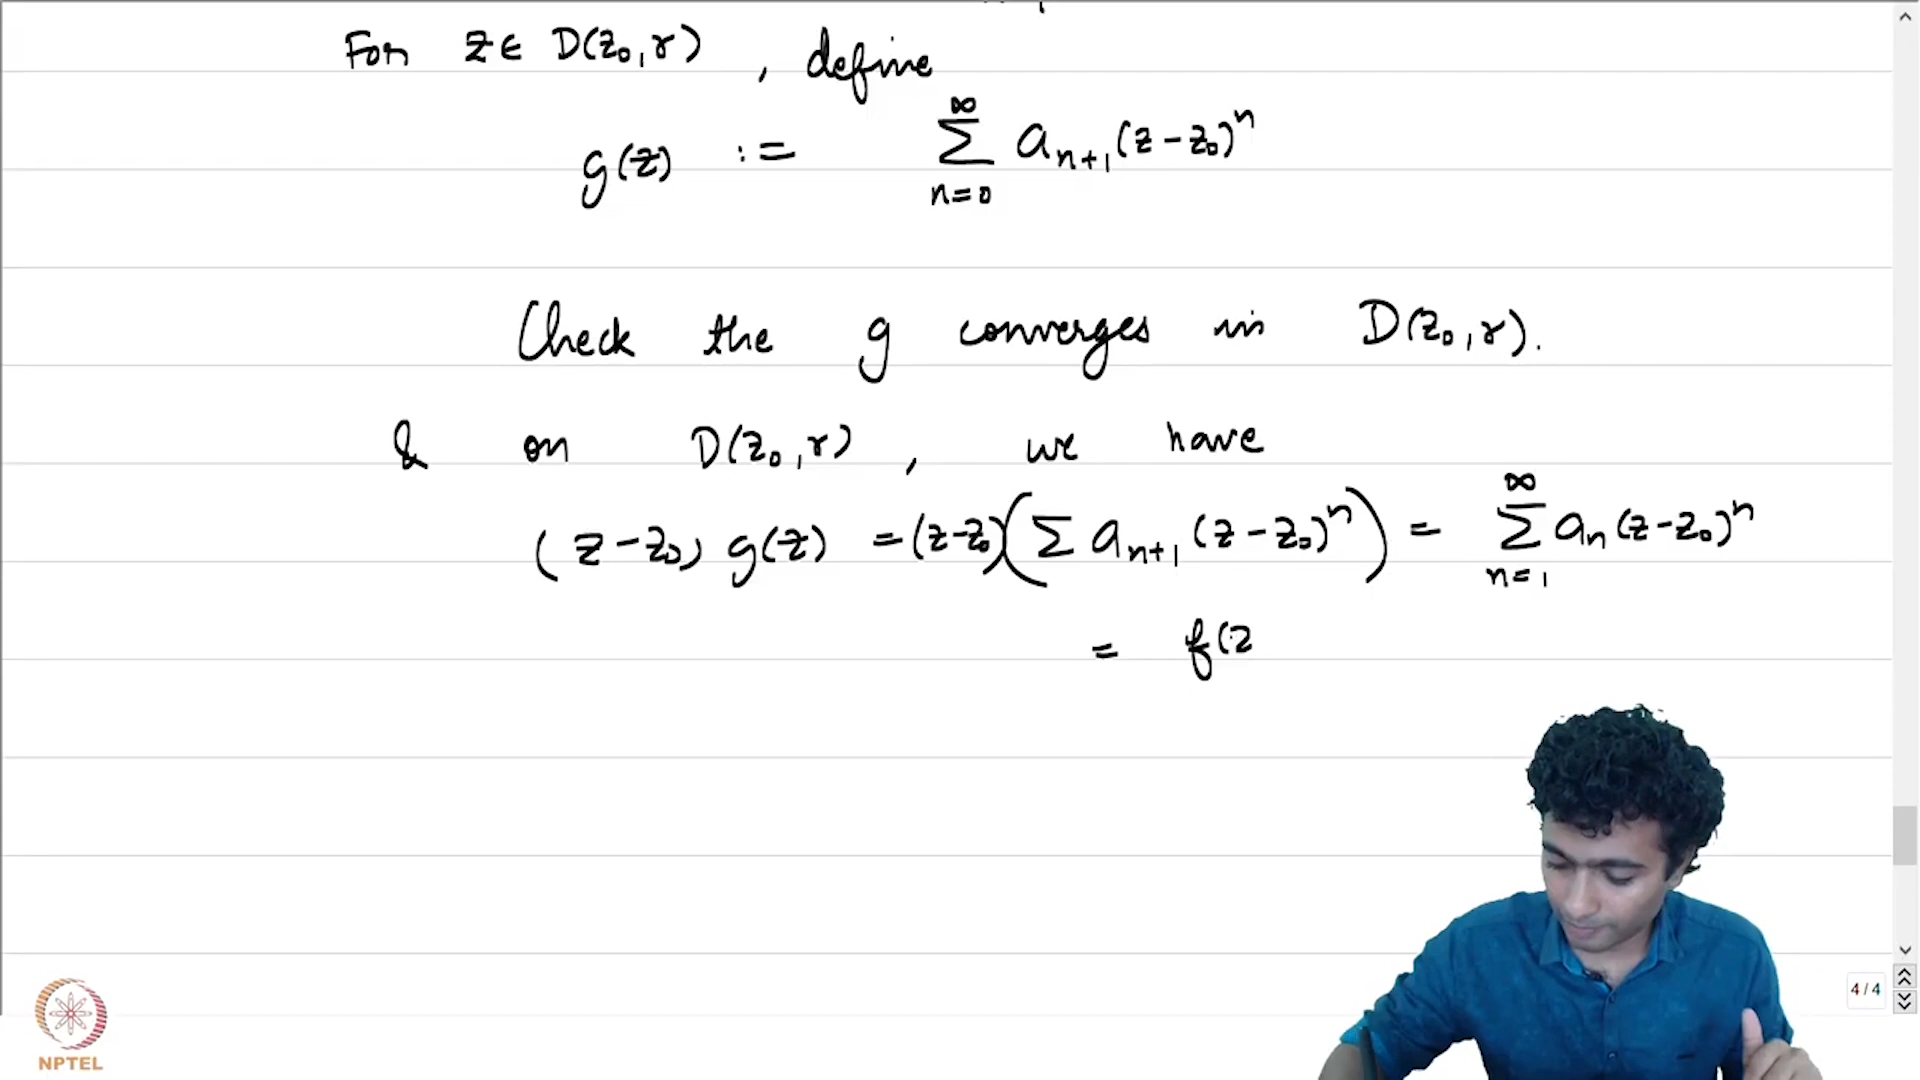 For z ∈ D(z₀, r), define
g(z) := ∑_{n=0}^{∞} a_{n+1} (z - z₀)ⁿ
Check the g converges in D(z₀, r).
& on D(z₀, r), we have
(z - z₀) g(z) = (z - z₀)(∑ a_{n+1} (z - z₀)ⁿ) = ∑_{n=1}^{∞} aₙ (z - z₀)ⁿ
= f(z
4 / 4
NPTEL